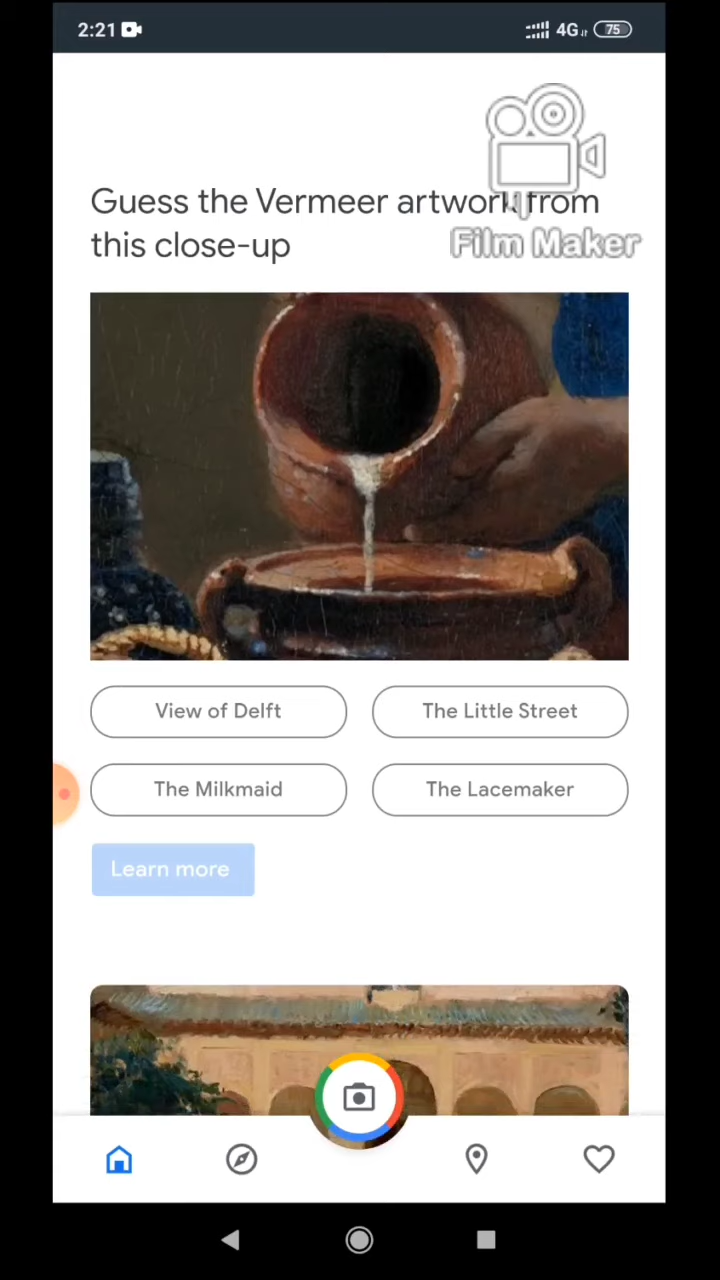 2:21
4G
75
Guess the Vermeer artwork from
this close-up
Film Maker
View of Delft
The Little Street
The Milkmaid
The Lacemaker
Learn more